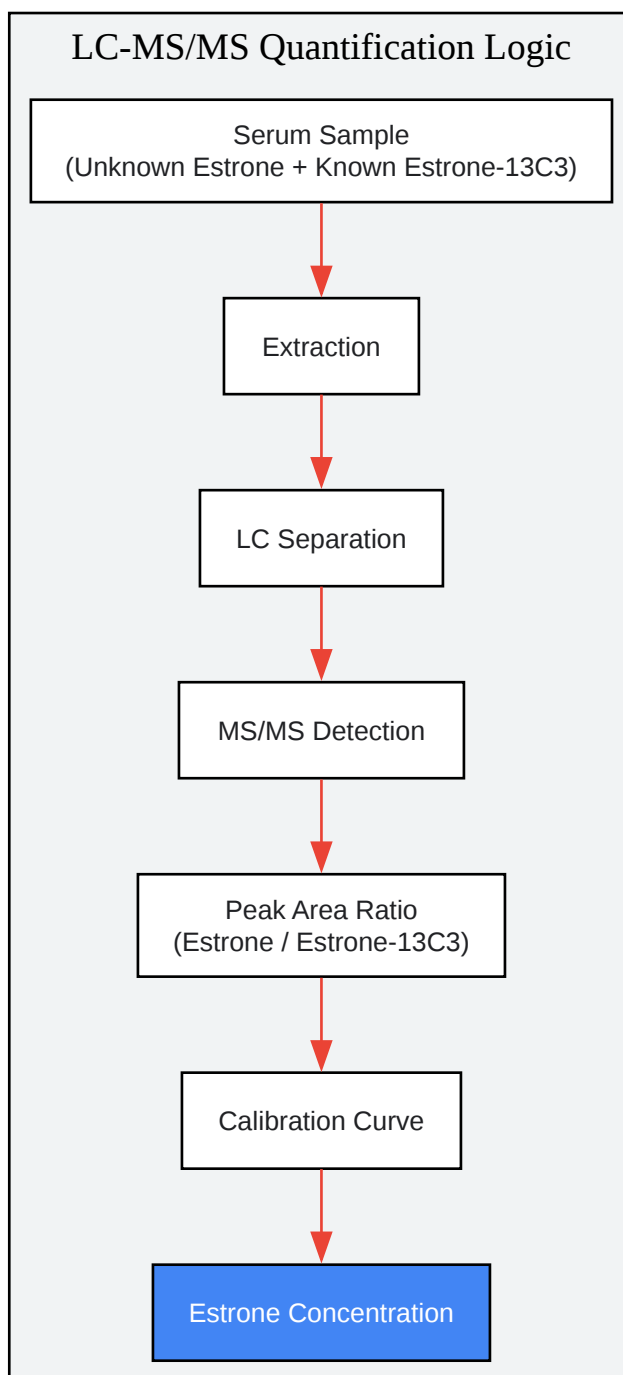 LC-MS/MS Quantification Logic
Serum Sample
(Unknown Estrone + Known Estrone-13C3)
Extraction
LC Separation
MS/MS Detection
Peak Area Ratio
(Estrone / Estrone-13C3)
Calibration Curve
Estrone Concentration